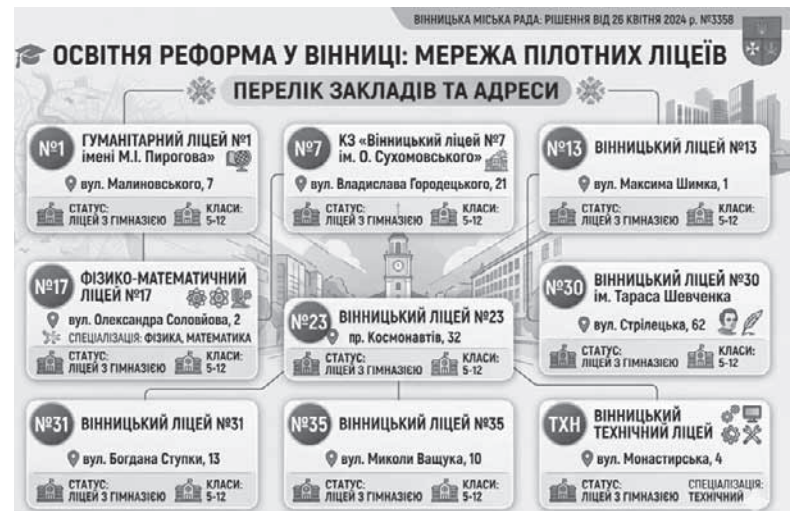 ВІННИЦЬКА МІСЬКА РАДА: РІШЕННЯ ВІД 26 КВІТНЯ 2024 р. №3358
ОСВІТНЯ РЕФОРМА У ВІННИЦІ: МЕРЕЖА ПІЛОТНИХ ЛІЦЕЇВ
ПЕРЕЛІК ЗАКЛАДІВ ТА АДРЕСИ
№1
ГУМАНІТАРНИЙ ЛІЦЕЙ №1
імені М.І. Пирогова»
вул. Малиновського, 7
СТАТУС:
ЛІЦЕЙ З ГІМНАЗІЄЮ
КЛАСИ:
5-12
№7
КЗ «Вінницький ліцей №7
ім. О. Сухомовського»
вул. Владислава Городецького, 21
СТАТУС:
ЛІЦЕЙ З ГІМНАЗІЄЮ
КЛАСИ:
5-12
№13
ВІННИЦЬКИЙ ЛІЦЕЙ №13
вул. Максима Шимка, 1
СТАТУС:
ЛІЦЕЙ З ГІМНАЗІЄЮ
КЛАСИ:
5-12
№17
ФІЗИКО-МАТЕМАТИЧНИЙ
ЛІЦЕЙ №17
вул. Олександра Соловйова, 2
СПЕЦІАЛІЗАЦІЯ: ФІЗИКА, МАТЕМАТИКА
СТАТУС:
ЛІЦЕЙ З ГІМНАЗІЄЮ
КЛАСИ:
5-12
№23
ВІННИЦЬКИЙ ЛІЦЕЙ №23
пр. Космонавтів, 32
СТАТУС:
ЛІЦЕЙ З ГІМНАЗІЄЮ
КЛАСИ:
5-12
№30
ВІННИЦЬКИЙ ЛІЦЕЙ №30
ім. Тараса Шевченка
вул. Стрілецька, 62
СТАТУС:
ЛІЦЕЙ З ГІМНАЗІЄЮ
КЛАСИ:
5-12
№31
ВІННИЦЬКИЙ ЛІЦЕЙ №31
вул. Богдана Ступки, 13
СТАТУС:
ЛІЦЕЙ З ГІМНАЗІЄЮ
КЛАСИ:
5-12
№35
ВІННИЦЬКИЙ ЛІЦЕЙ №35
вул. Миколи Ващука, 10
СТАТУС:
ЛІЦЕЙ З ГІМНАЗІЄЮ
КЛАСИ:
5-12
ТХН
ВІННИЦЬКИЙ
ТЕХНІЧНИЙ ЛІЦЕЙ
вул. Монастирська, 4
СТАТУС:
ЛІЦЕЙ З ГІМНАЗІЄЮ
СПЕЦІАЛІЗАЦІЯ:
ТЕХНІЧНИЙ